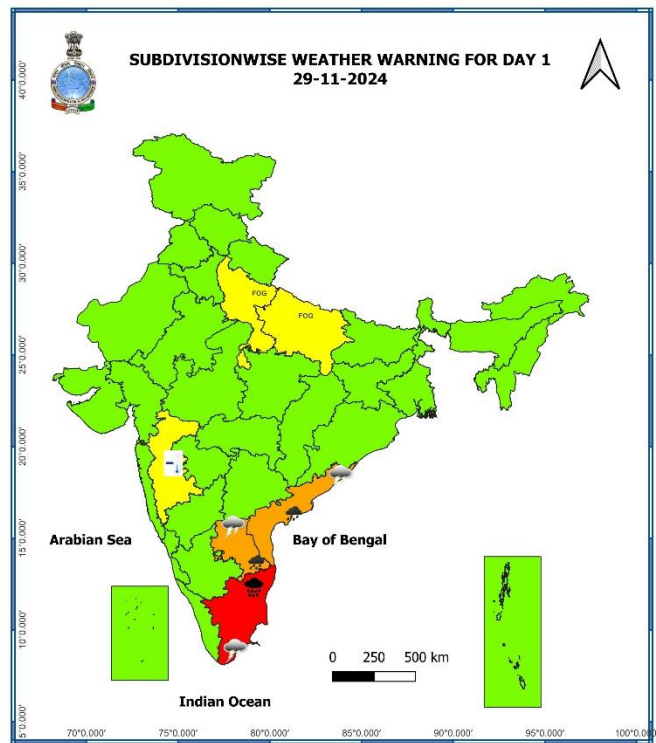 SUBDIVISIONWISE WEATHER WARNING FOR DAY 1
29-11-2024
40°0.000'
35°0.000'
30°0.000'
25°0.000'
20°0.000'
15°0.000'
10°0.000'
5°0.000'
FOG
FOG
Arabian Sea
Bay of Bengal
0 250 500 km
Indian Ocean
70°0.000' 75°0.000' 80°0.000' 85°0.000' 90°0.000' 95°0.000' 100°0.000'